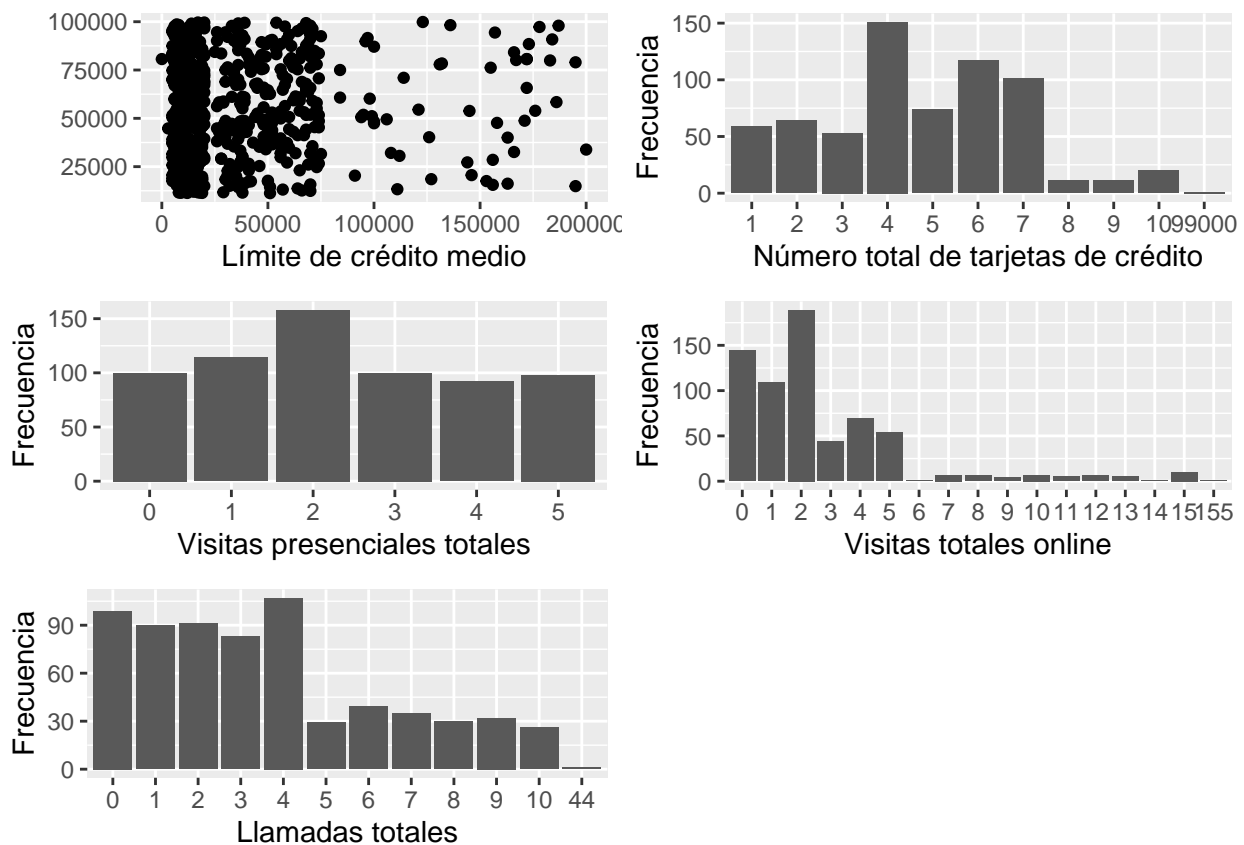 100000
75000
50000
25000
0 50000 100000 150000 200000
Límite de crédito medio
Frecuencia
150
100
50
0
1 2 3 4 5 6 7 8 9 10 99000
Número total de tarjetas de crédito
Frecuencia
150
100
50
0
0 1 2 3 4 5
Visitas presenciales totales
Frecuencia
150
100
50
0
0 1 2 3 4 5 6 7 8 9 10 11 12 13 14 15 155
Visitas totales online
Frecuencia
90
60
30
0
0 1 2 3 4 5 6 7 8 9 10 44
Llamadas totales